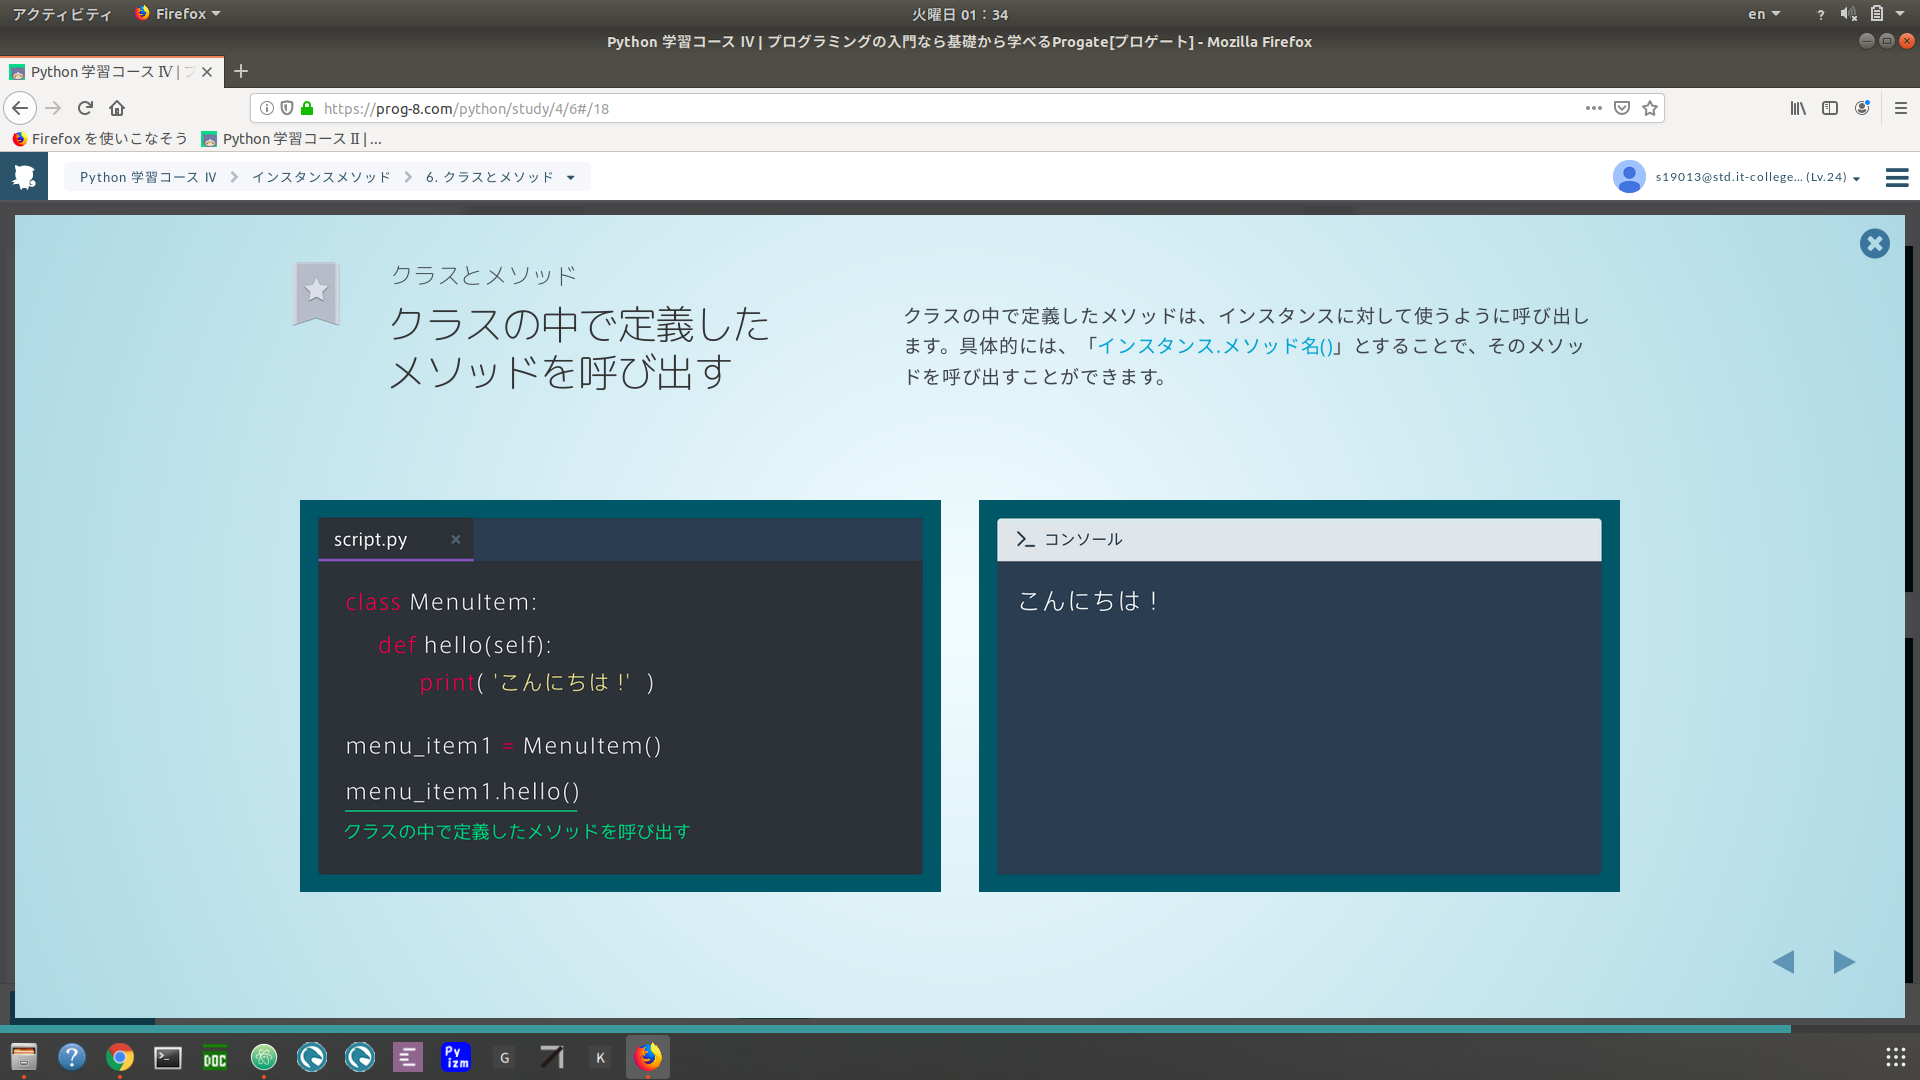 アクティビティ
Firefox
火曜日 01:34
en
Python 学習コース Ⅳ | プログラミングの入門なら基礎から学べるProgate[プロゲート] - Mozilla Firefox
Python 学習コース Ⅳ | プ
https://prog-8.com/python/study/4/6#/18
Firefox を使いこなそう
Python 学習コース Ⅱ | ...
Python 学習コース Ⅳ
インスタンスメソッド
6. クラスとメソッド
s19013@std.it-college... (Lv.24)
クラスとメソッド
クラスの中で定義した
メソッドを呼び出す
クラスの中で定義したメソッドは、インスタンスに対して使うように呼び出し
ます。具体的には、「インスタンス.メソッド名()」とすることで、そのメソッ
ドを呼び出すことができます。
script.py
class MenuItem:
def hello(self):
print( 'こんにちは！' )
menu_item1 = MenuItem()
menu_item1.hello()
クラスの中で定義したメソッドを呼び出す
コンソール
こんにちは！
DOC
Py
izm
G
K